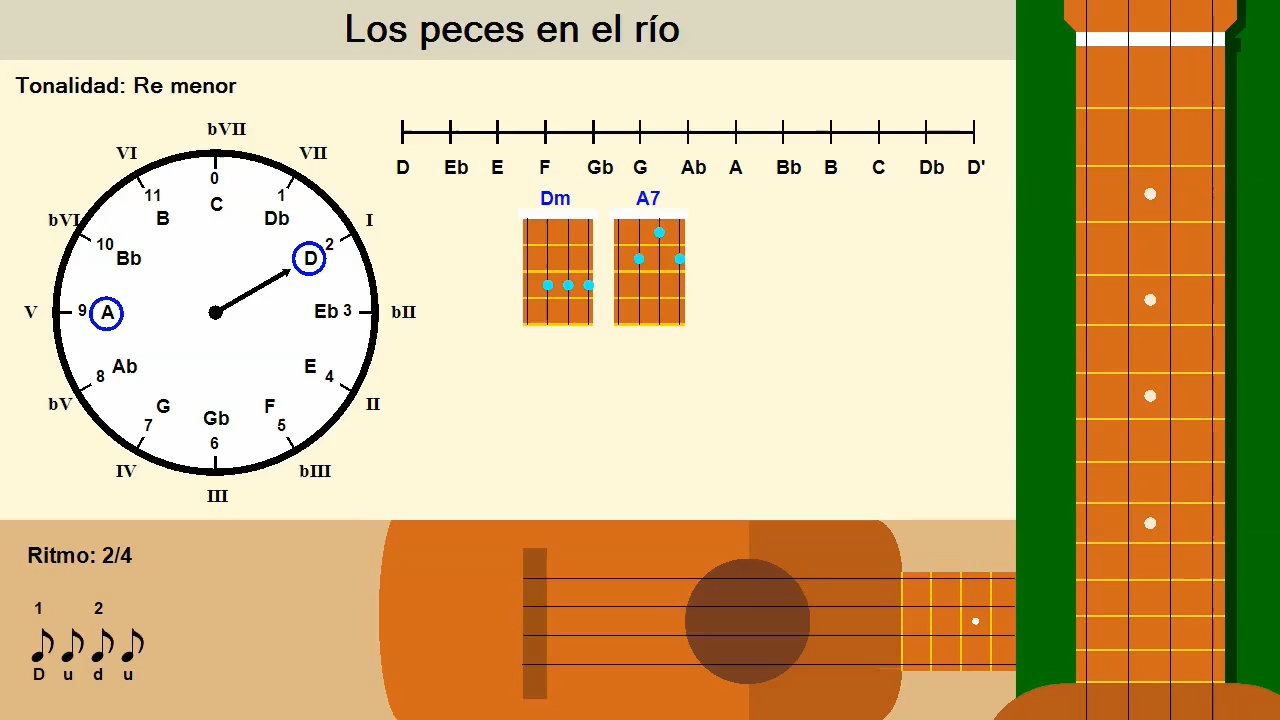 Los peces en el río
Tonalidad: Re menor
D Eb E F Gb G Ab A Bb B C Db D'
Dm A7
bVII
VI VII
bVI I
V bII
bV II
IV bIII
III
0
11 1
10 2
9 3
8 4
7 5
6
C
B Db
Bb D
A Eb
Ab E
G F
Gb
Ritmo: 2/4
1 2
D u d u